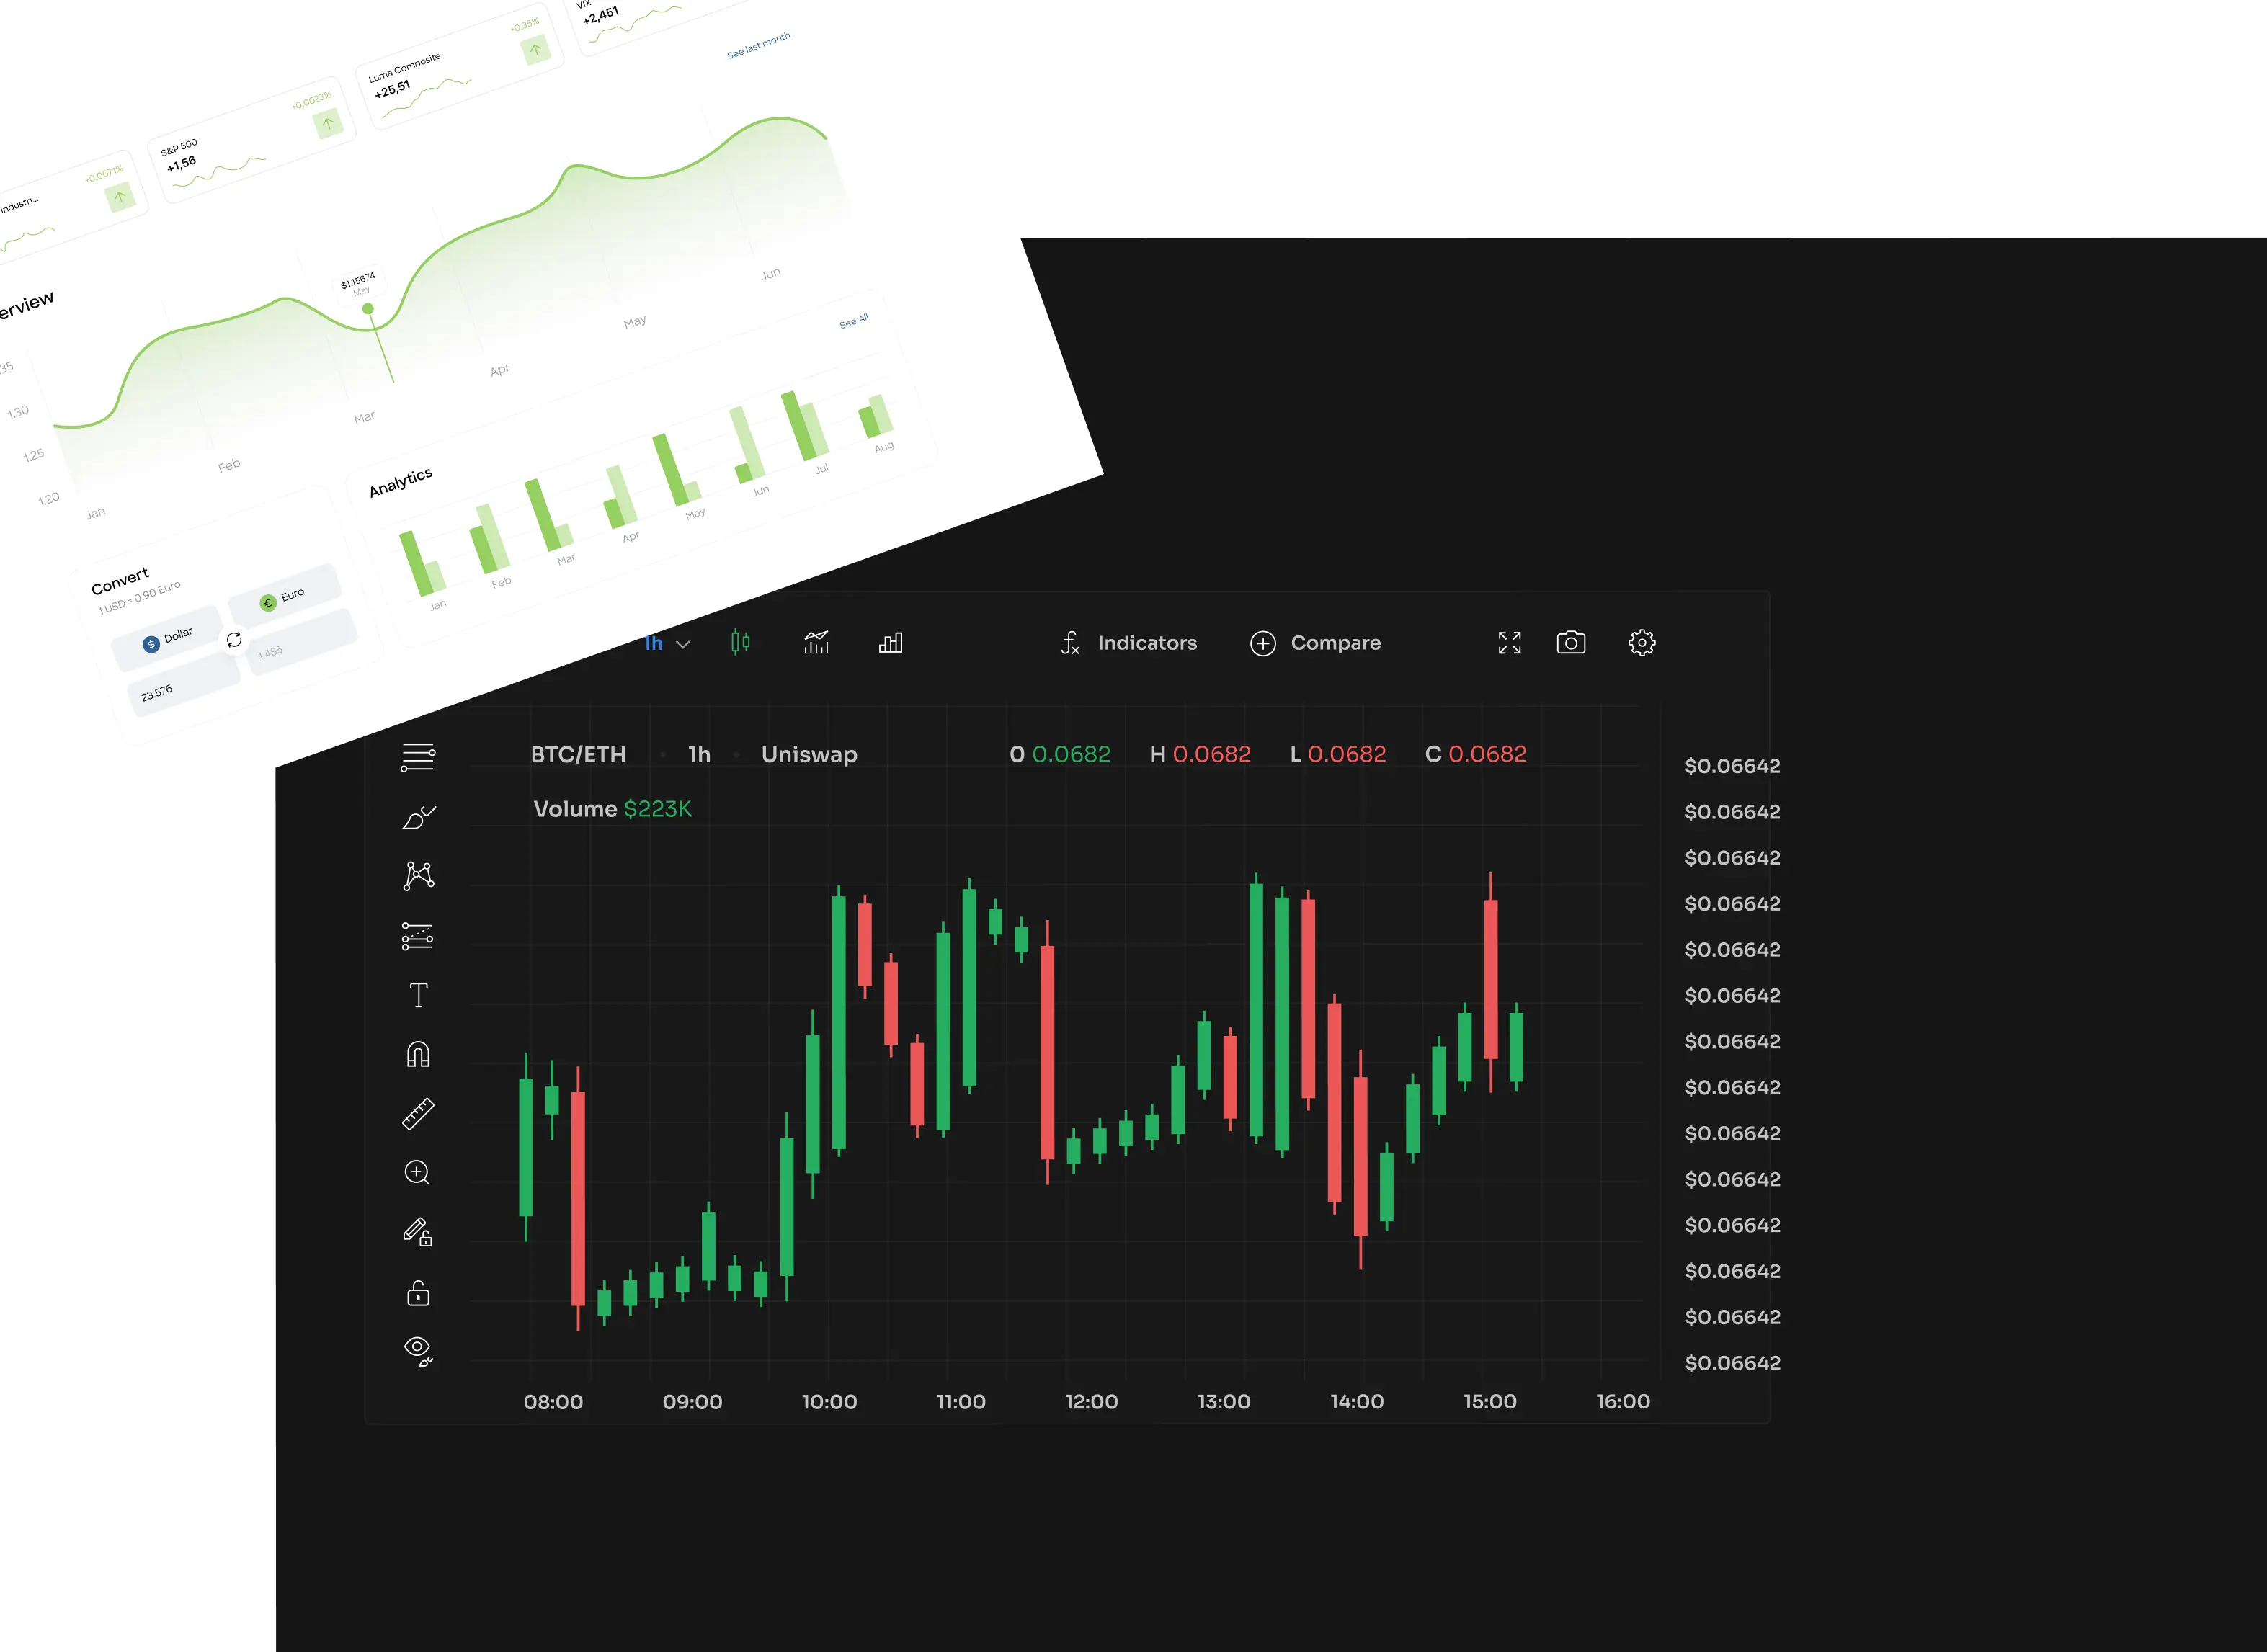 VIX
+2,451
See last month
Luma Composite
+0,35%
+25,51
S&P 500
+0,0023%
+1,56
Industri...
+0,0071%
erview
$1.15674
May
1.30
1.25
1.20
Jan
Feb
Mar
Apr
May
Jun
See All
Analytics
Jan
Feb
Mar
Apr
May
Jun
Jul
Aug
Convert
1 USD = 0.90 Euro
$ Dollar
€ Euro
23.576
1.485
1h
Indicators
Compare
BTC/ETH 1h Uniswap
O 0.0682 H 0.0682 L 0.0682 C 0.0682
Volume $223K
$0.06642
$0.06642
$0.06642
$0.06642
$0.06642
$0.06642
$0.06642
$0.06642
$0.06642
$0.06642
$0.06642
$0.06642
$0.06642
$0.06642
08:00 09:00 10:00 11:00 12:00 13:00 14:00 15:00 16:00